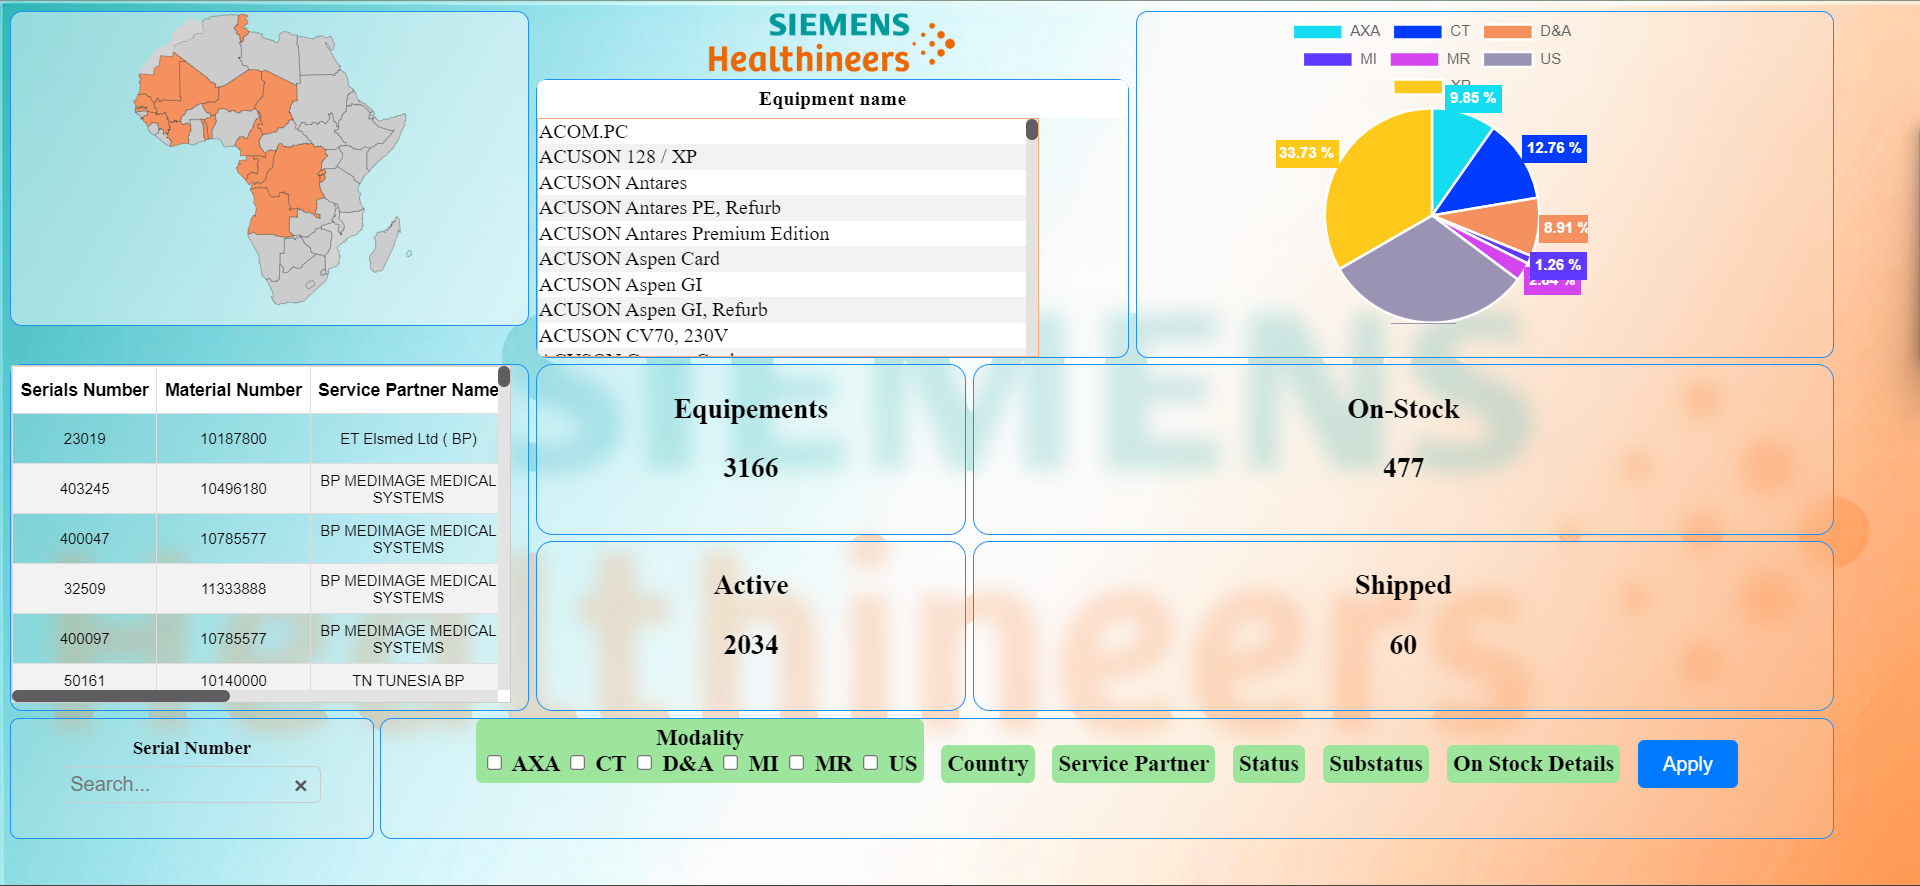 SIEMENS
Healthineers
Equipment name
ACOM.PC
ACUSON 128 / XP
ACUSON Antares
ACUSON Antares PE, Refurb
ACUSON Antares Premium Edition
ACUSON Aspen Card
ACUSON Aspen GI
ACUSON Aspen GI, Refurb
ACUSON CV70, 230V
AXA CT D&A
MI MR US
9.85 %
12.76 %
33.73 %
8.91 %
1.26 %
Serials Number Material Number Service Partner Name
23019 10187800 ET Elsmed Ltd ( BP)
403245 10496180 BP MEDIMAGE MEDICAL
SYSTEMS
400047 10785577 BP MEDIMAGE MEDICAL
SYSTEMS
32509 11333888 BP MEDIMAGE MEDICAL
SYSTEMS
400097 10785577 BP MEDIMAGE MEDICAL
SYSTEMS
50161 10140000 TN TUNESIA BP
Equipements
3166
On-Stock
477
Active
2034
Shipped
60
SIEMENS
Healthineers
Serial Number
Search...
×
Modality
AXA CT D&A MI MR US
Country
Service Partner
Status
Substatus
On Stock Details
Apply